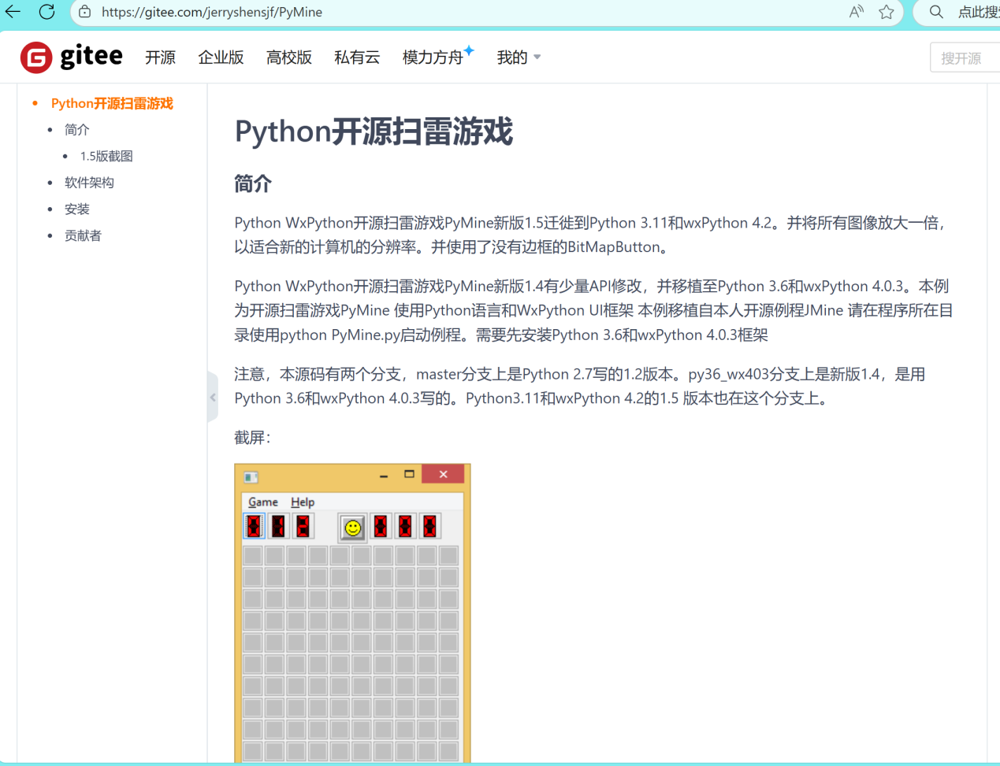 https://gitee.com/jerryshensjf/PyMine
点此搜
gitee
开源 企业版 高校版 私有云 模力方舟 我的
搜开源
Python开源扫雷游戏
简介
1.5版截图
软件架构
安装
贡献者
Python开源扫雷游戏
简介
Python WxPython开源扫雷游戏PyMine新版1.5迁徙到Python 3.11和wxPython 4.2。并将所有图像放大一倍，
以适合新的计算机的分辨率。并使用了没有边框的BitMapButton。
Python WxPython开源扫雷游戏PyMine新版1.4有少量API修改，并移植至Python 3.6和wxPython 4.0.3。本例
为开源扫雷游戏PyMine 使用Python语言和WxPython UI框架 本例移植自本人开源例程JMine 请在程序所在目
录使用python PyMine.py启动例程。需要先安装Python 3.6和wxPython 4.0.3框架
注意，本源码有两个分支，master分支上是Python 2.7写的1.2版本。py36_wx403分支上是新版1.4，是用
Python 3.6和wxPython 4.0.3写的。Python3.11和wxPython 4.2的1.5 版本也在这个分支上。
截屏：
Game Help
012 000